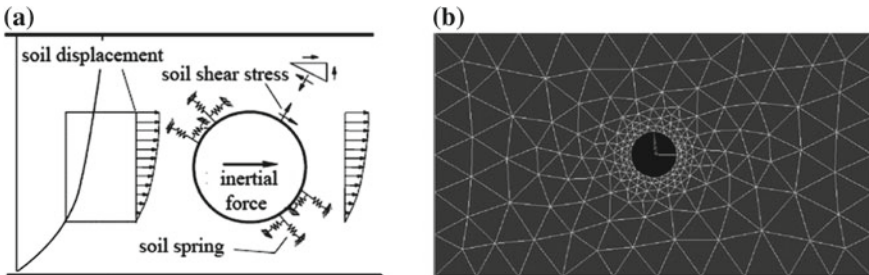 (a)
soil displacement
soil shear stress
inertial
force
soil spring
(b)